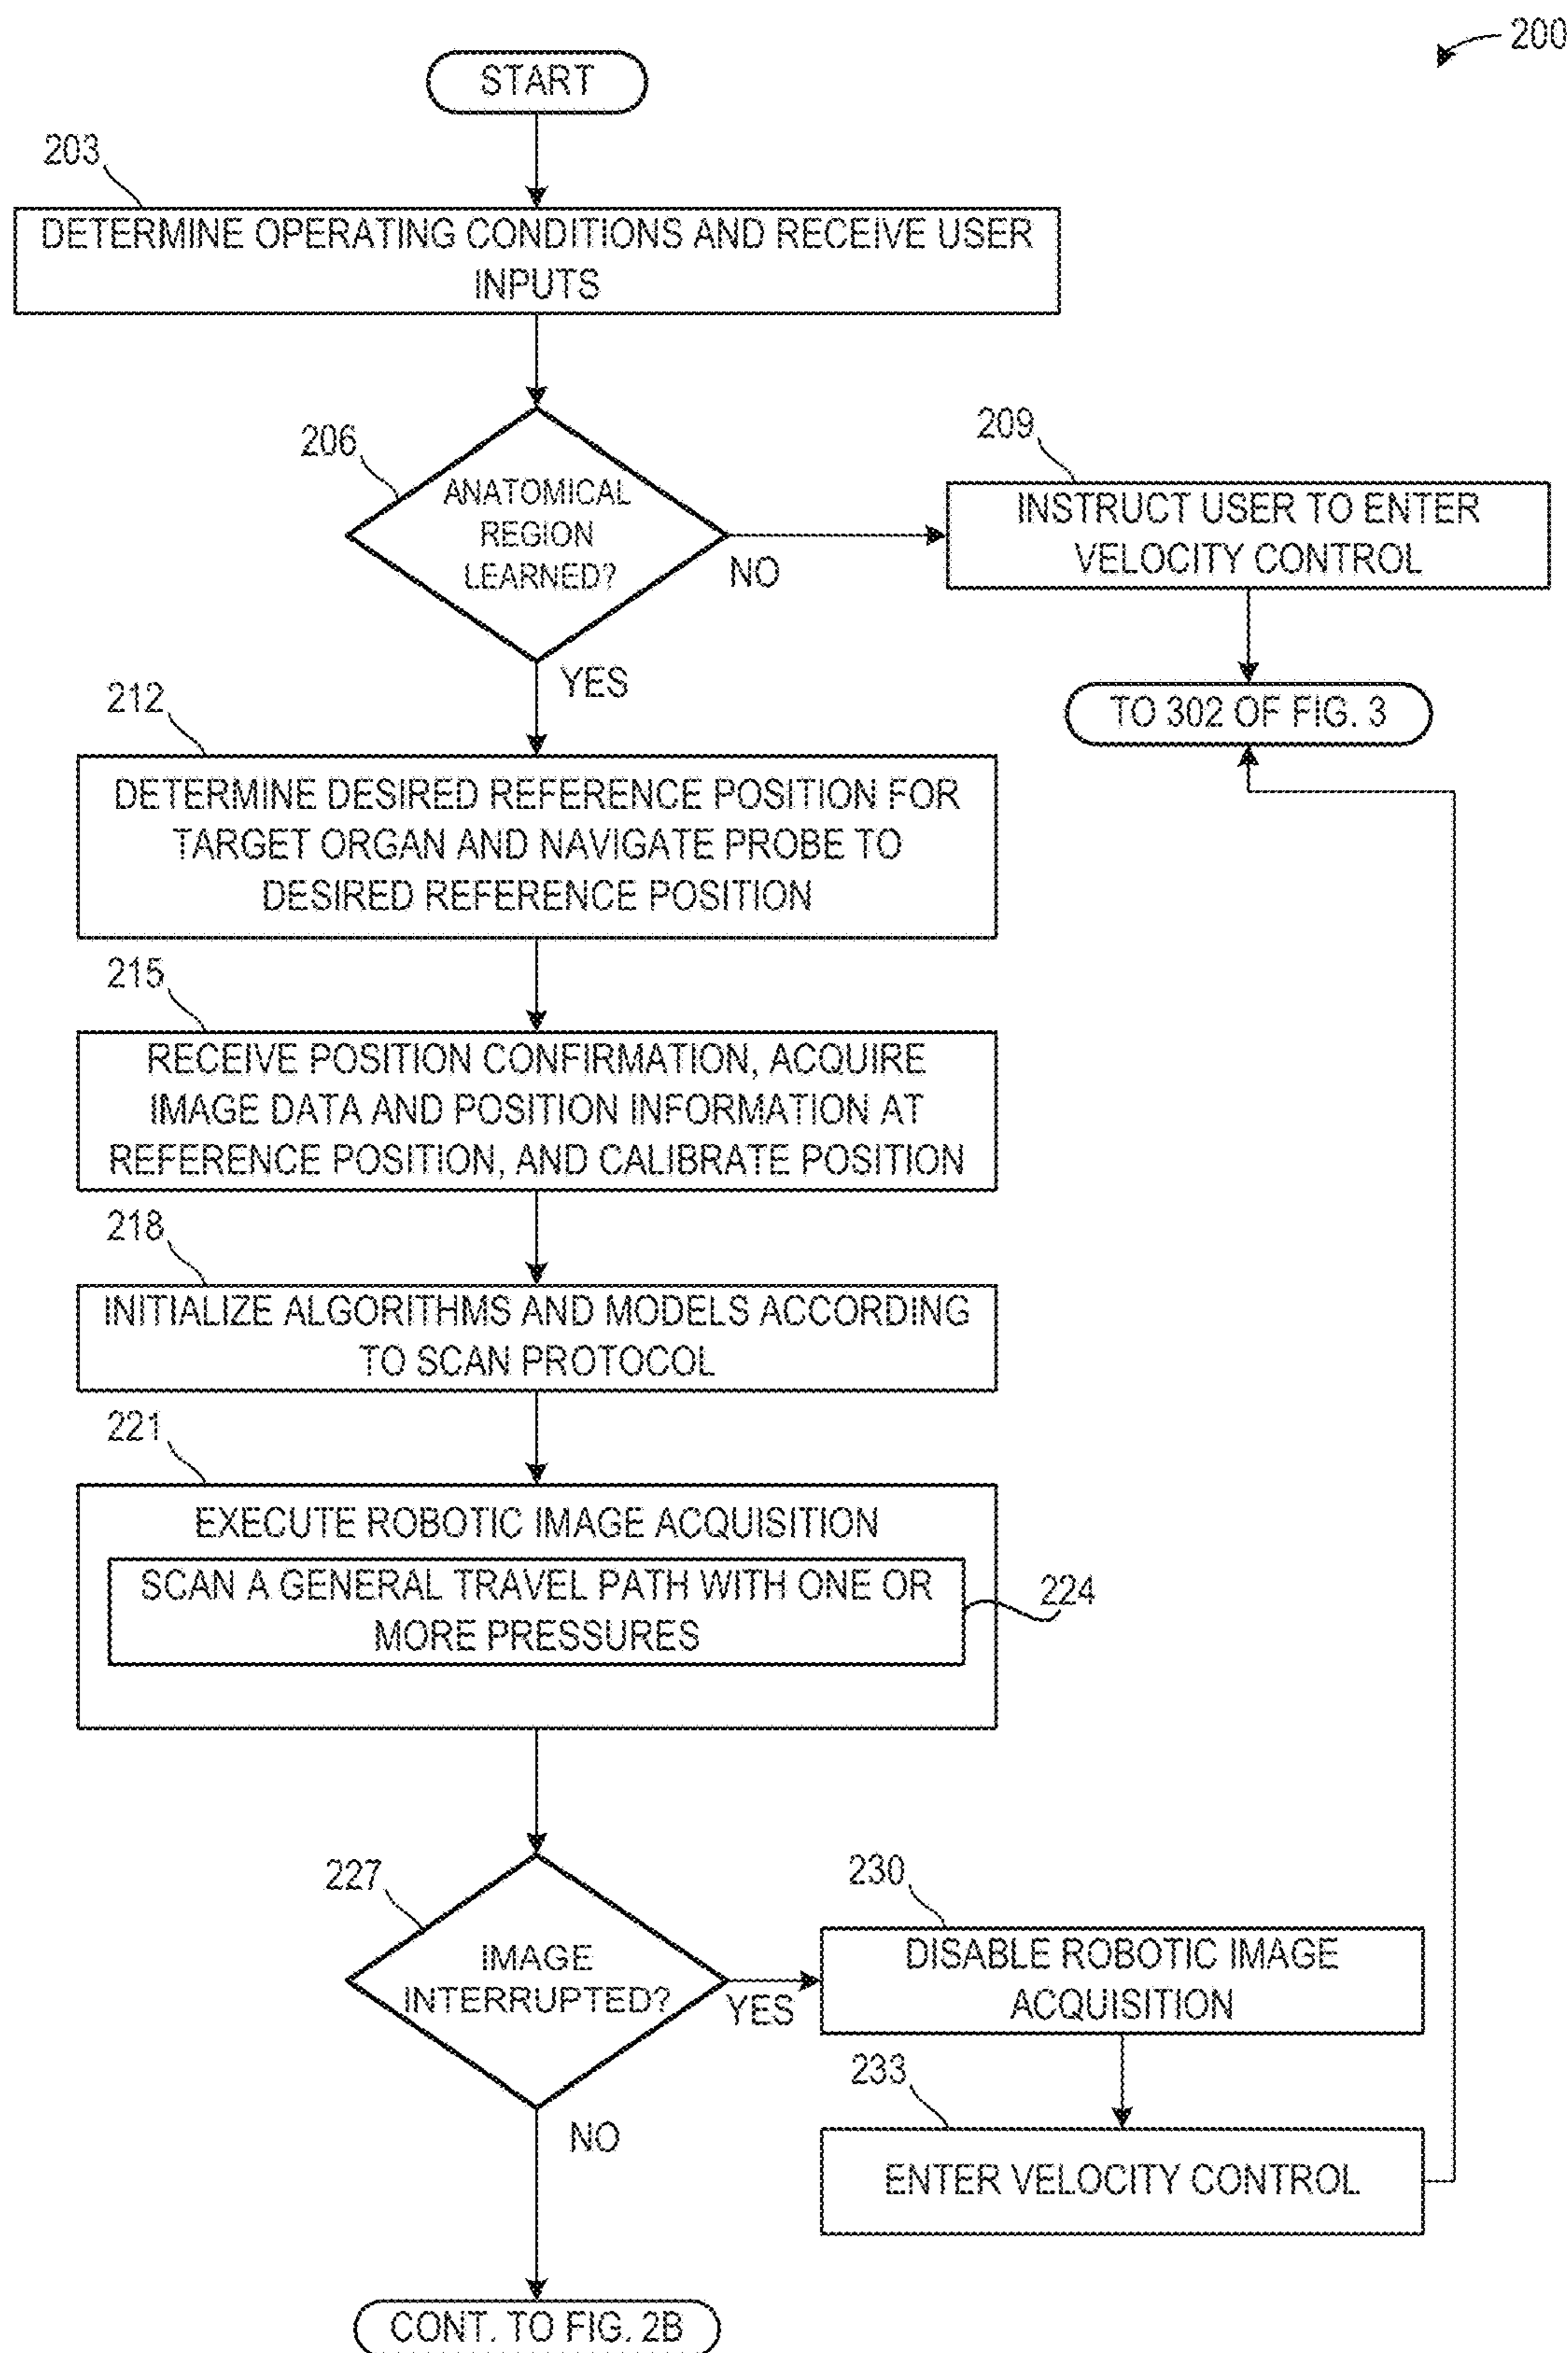 200
START
203
DETERMINE OPERATING CONDITIONS AND RECEIVE USER
INPUTS
206
ANATOMICAL
REGION
LEARNED?
NO
209
INSTRUCT USER TO ENTER
VELOCITY CONTROL
TO 302 OF FIG. 3
YES
212
DETERMINE DESIRED REFERENCE POSITION FOR
TARGET ORGAN AND NAVIGATE PROBE TO
DESIRED REFERENCE POSITION
215
RECEIVE POSITION CONFIRMATION, ACQUIRE
IMAGE DATA AND POSITION INFORMATION AT
REFERENCE POSITION, AND CALIBRATE POSITION
218
INITIALIZE ALGORITHMS AND MODELS ACCORDING
TO SCAN PROTOCOL
221
EXECUTE ROBOTIC IMAGE ACQUISITION
SCAN A GENERAL TRAVEL PATH WITH ONE OR
MORE PRESSURES
224
227
IMAGE
INTERRUPTED?
YES
230
DISABLE ROBOTIC IMAGE
ACQUISITION
233
ENTER VELOCITY CONTROL
NO
CONT. TO FIG. 2B